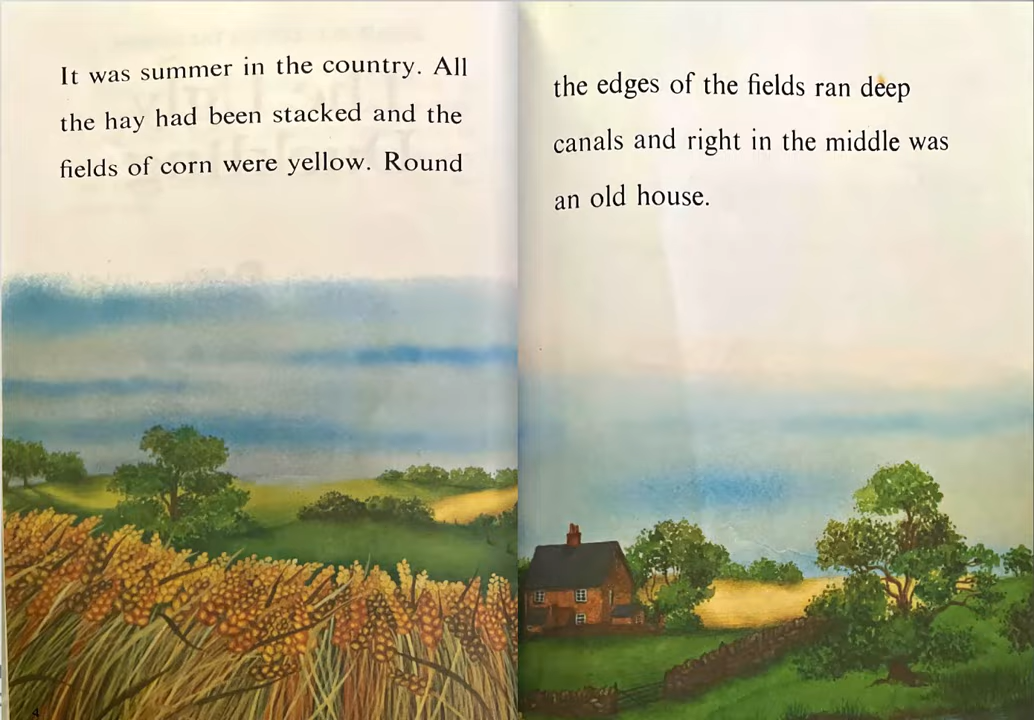 It was summer in the country. All
the hay had been stacked and the
fields of corn were yellow. Round
the edges of the fields ran deep
canals and right in the middle was
an old house.
4